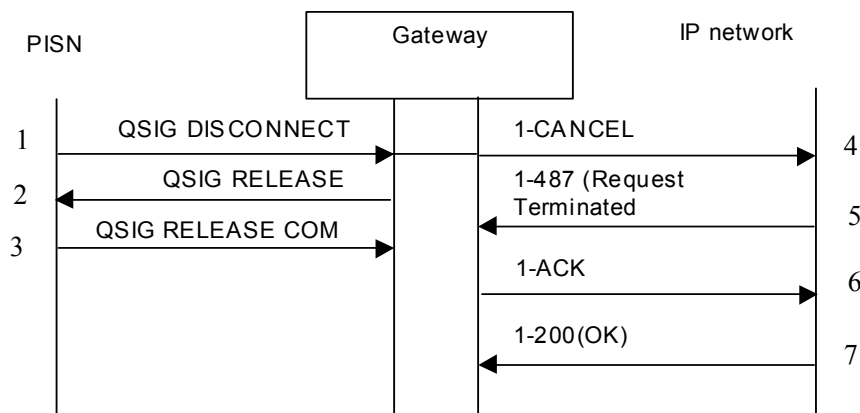 PISN
Gateway
IP network
1
QSIG DISCONNECT
1-CANCEL
4
2
QSIG RELEASE
1-487 (Request
Terminated
5
3
QSIG RELEASE COM
1-ACK
6
1-200(OK)
7